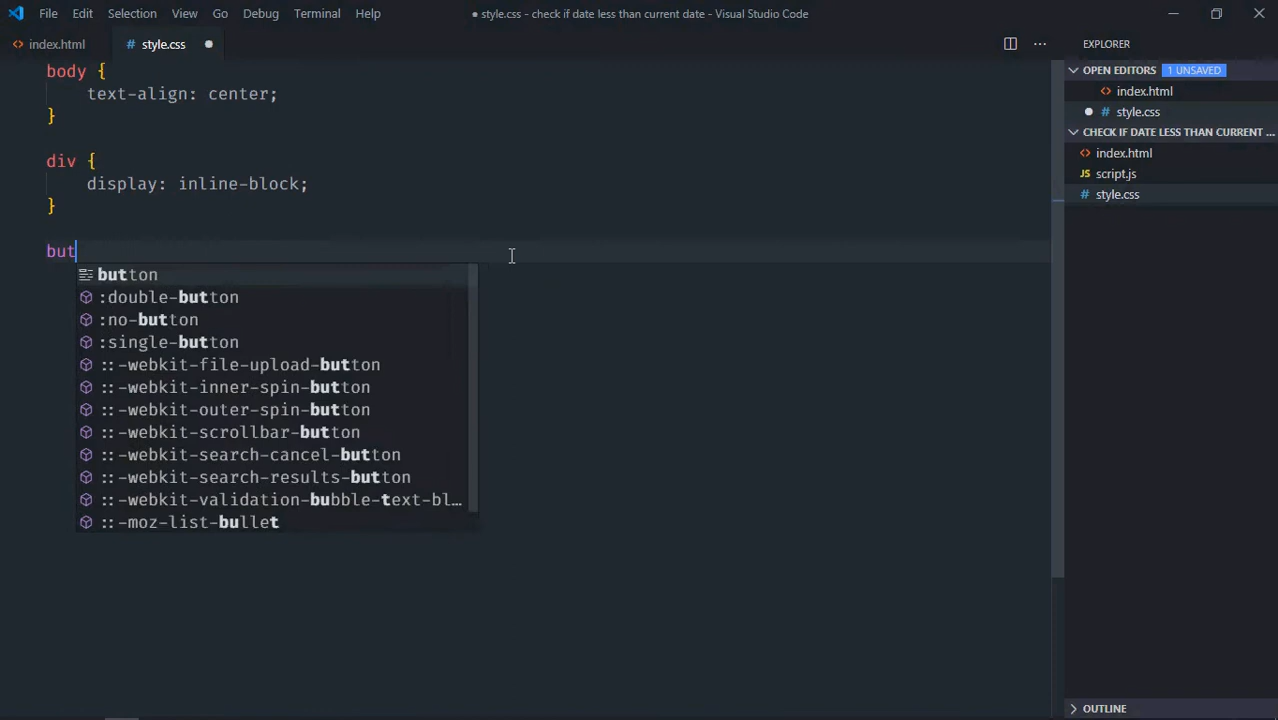 File Edit Selection View Go Debug Terminal Help
● style.css - check if date less than current date - Visual Studio Code
<> index.html
# style.css ●
EXPLORER
body {
text-align: center;
}
div {
display: inline-block;
}
but
button
:double-button
:no-button
:single-button
::-webkit-file-upload-button
::-webkit-inner-spin-button
::-webkit-outer-spin-button
::-webkit-scrollbar-button
::-webkit-search-cancel-button
::-webkit-search-results-button
::-webkit-validation-bubble-text-bl…
::-moz-list-bullet
OPEN EDITORS 1 UNSAVED
<> index.html
● # style.css
CHECK IF DATE LESS THAN CURRENT ...
<> index.html
JS script.js
# style.css
OUTLINE